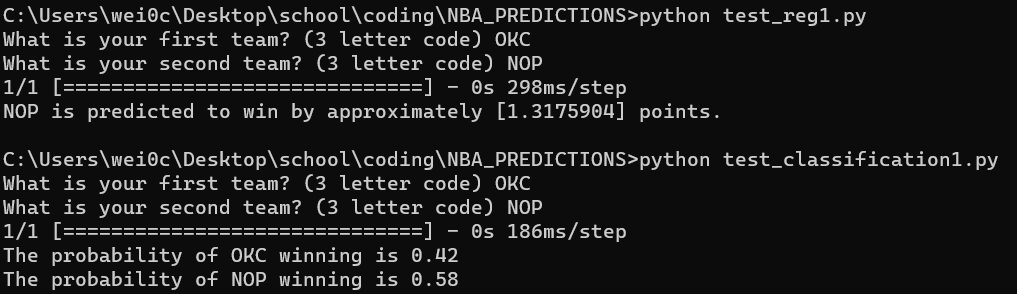 C:\Users\wei0c\Desktop\school\coding\NBA_PREDICTIONS>python test_reg1.py
What is your first team? (3 letter code) OKC
What is your second team? (3 letter code) NOP
1/1 [==============================] - 0s 298ms/step
NOP is predicted to win by approximately [1.3175904] points.
C:\Users\wei0c\Desktop\school\coding\NBA_PREDICTIONS>python test_classification1.py
What is your first team? (3 letter code) OKC
What is your second team? (3 letter code) NOP
1/1 [==============================] - 0s 186ms/step
The probability of OKC winning is 0.42
The probability of NOP winning is 0.58